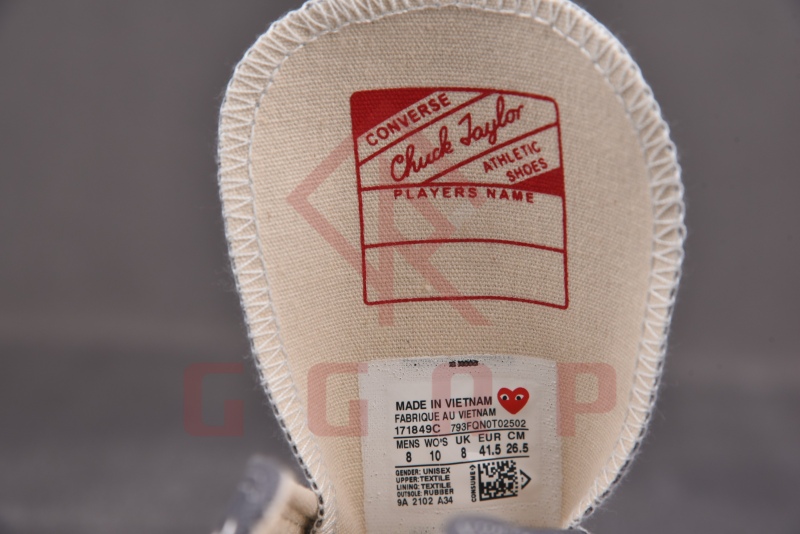 CONVERSE
Chuck Taylor
ATHLETIC
SHOES
PLAYERS NAME
GGOP
MADE IN VIETNAM
FABRIQUE AU VIETNAM
171849C 793FQN0T02502
MENS WO'S UK EUR CM
8 10 8 41.5 26.5
GENDER: UNISEX
UPPER: TEXTILE
LINING: TEXTILE
OUTSOLE: RUBBER
9A 2102 A34
CONSUME